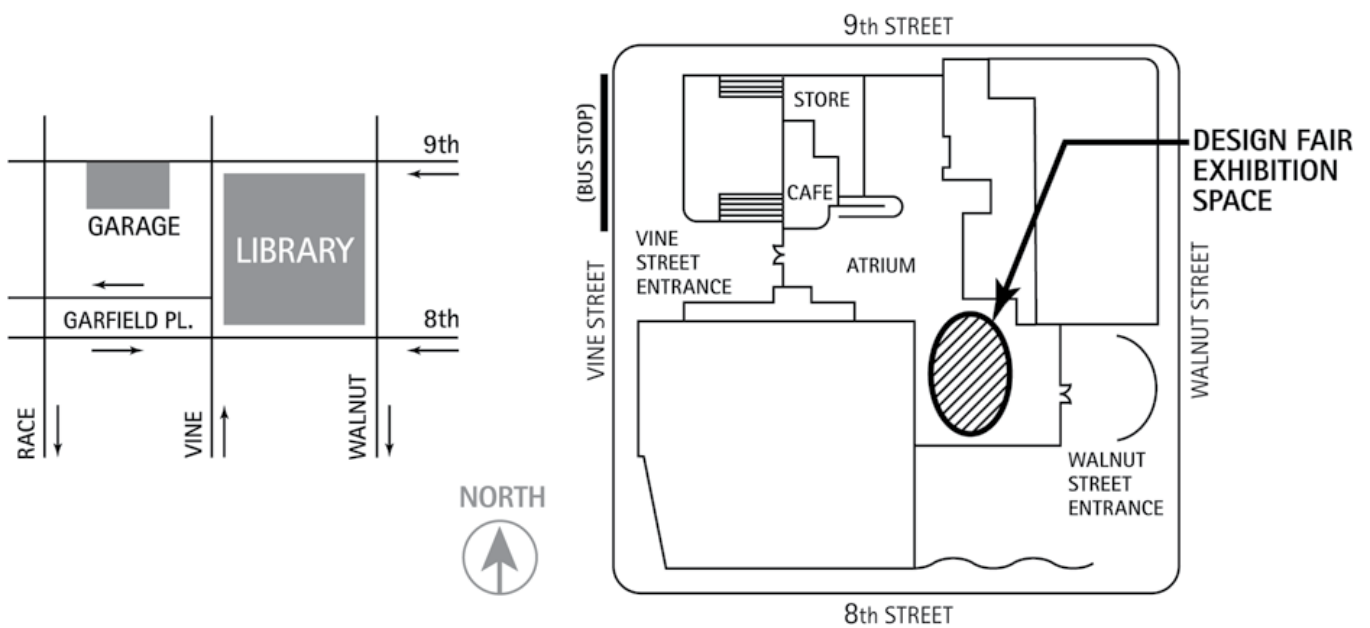 9th
GARAGE
LIBRARY
GARFIELD PL.
8th
RACE
VINE
WALNUT
NORTH
9th STREET
(BUS STOP)
STORE
CAFE
VINE
STREET
ENTRANCE
ATRIUM
VINE STREET
DESIGN FAIR
EXHIBITION
SPACE
WALNUT STREET
WALNUT
STREET
ENTRANCE
8th STREET